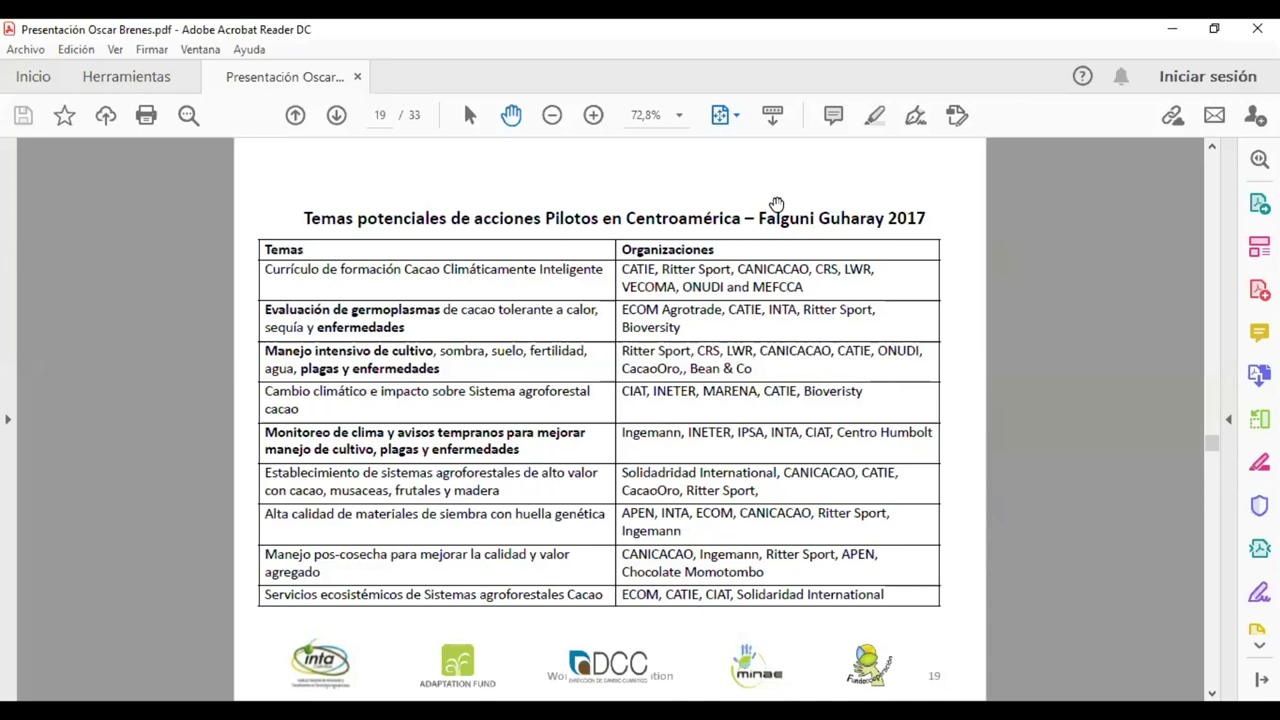 Presentación Oscar Brenes.pdf - Adobe Acrobat Reader DC
Archivo Edición Ver Firmar Ventana Ayuda
Inicio Herramientas Presentación Oscar... × Iniciar sesión
19 / 33 72,8%
Temas potenciales de acciones Pilotos en Centroamérica – Falguni Guharay 2017
Temas Organizaciones
Currículo de formación Cacao Climáticamente Inteligente CATIE, Ritter Sport, CANICACAO, CRS, LWR,
VECOMA, ONUDI and MEFCCA
Evaluación de germoplasmas de cacao tolerante a calor, ECOM Agrotrade, CATIE, INTA, Ritter Sport,
sequía y enfermedades Bioversity
Manejo intensivo de cultivo, sombra, suelo, fertilidad, Ritter Sport, CRS, LWR, CANICACAO, CATIE, ONUDI,
agua, plagas y enfermedades CacaoOro,, Bean & Co
Cambio climático e impacto sobre Sistema agroforestal CIAT, INETER, MARENA, CATIE, Bioveristy
cacao
Monitoreo de clima y avisos tempranos para mejorar Ingemann, INETER, IPSA, INTA, CIAT, Centro Humbolt
manejo de cultivo, plagas y enfermedades
Establecimiento de sistemas agroforestales de alto valor Solidadridad International, CANICACAO, CATIE,
con cacao, musaceas, frutales y madera CacaoOro, Ritter Sport,
Alta calidad de materiales de siembra con huella genética APEN, INTA, ECOM, CANICACAO, Ritter Sport,
Ingemann
Manejo pos-cosecha para mejorar la calidad y valor CANICACAO, Ingemann, Ritter Sport, APEN,
agregado Chocolate Momotombo
Servicios ecosistémicos de Sistemas agroforestales Cacao ECOM, CATIE, CIAT, Solidaridad International
inta
af
ADAPTATION FUND
DCC
DIRECCIÓN DE CAMBIO CLIMÁTICO
minae
Fundecooperación
19